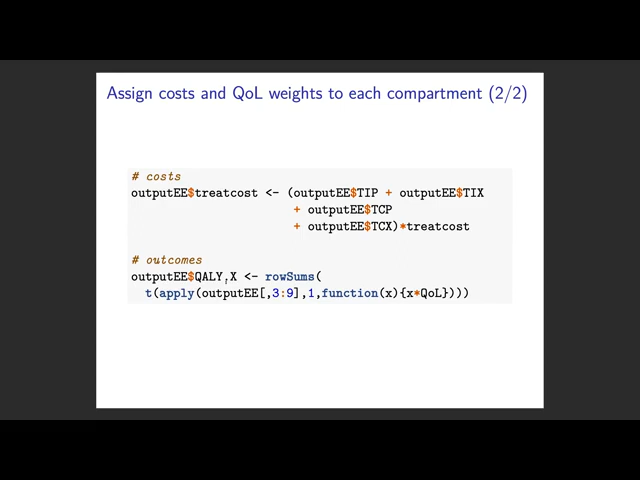 Assign costs and QoL weights to each compartment (2/2)
# costs
outputEE$treatcost <- (outputEE$TIP + outputEE$TIX
+ outputEE$TCP
+ outputEE$TCX)*treatcost
# outcomes
outputEE$QALY.X <- rowSums(
t(apply(outputEE[,3:9],1,function(x){x*QoL})))